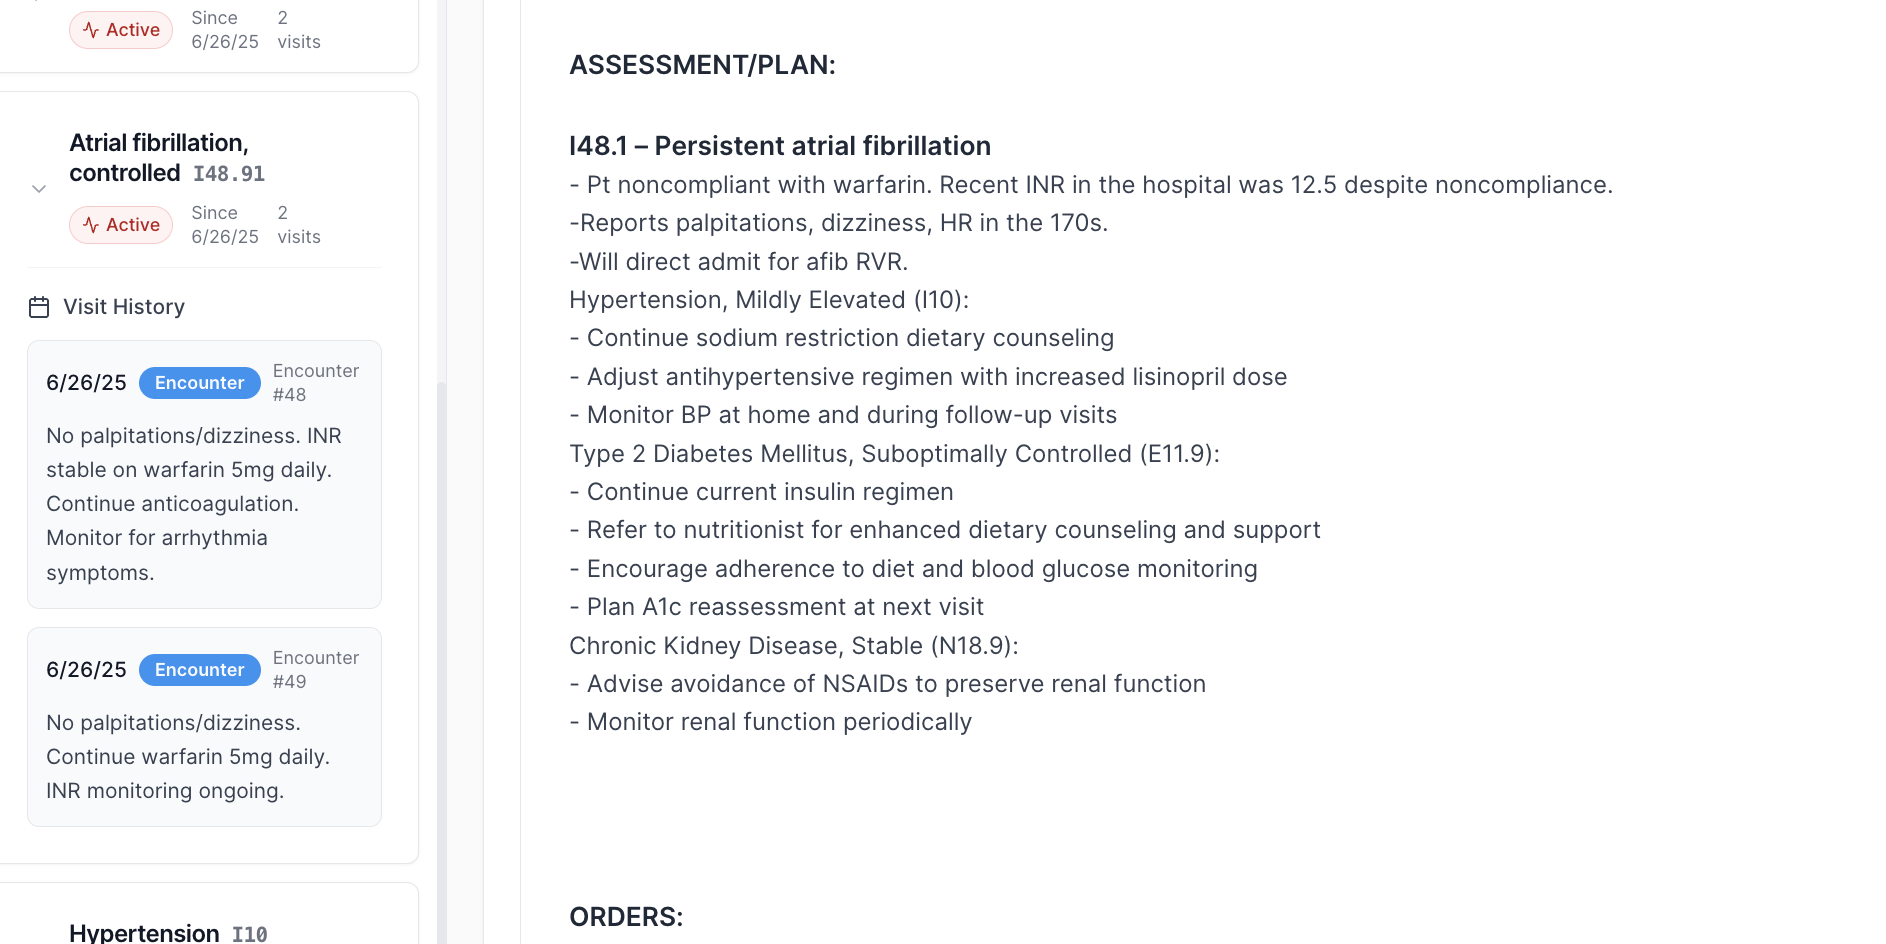 Active
Since
6/26/25
2
visits
Atrial fibrillation,
controlled I48.91
Active
Since
6/26/25
2
visits
Visit History
6/26/25 Encounter
Encounter
#48
No palpitations/dizziness. INR
stable on warfarin 5mg daily.
Continue anticoagulation.
Monitor for arrhythmia
symptoms.
6/26/25 Encounter
Encounter
#49
No palpitations/dizziness.
Continue warfarin 5mg daily.
INR monitoring ongoing.
Hypertension I10
ASSESSMENT/PLAN:
I48.1 – Persistent atrial fibrillation
- Pt noncompliant with warfarin. Recent INR in the hospital was 12.5 despite noncompliance.
-Reports palpitations, dizziness, HR in the 170s.
-Will direct admit for afib RVR.
Hypertension, Mildly Elevated (I10):
- Continue sodium restriction dietary counseling
- Adjust antihypertensive regimen with increased lisinopril dose
- Monitor BP at home and during follow-up visits
Type 2 Diabetes Mellitus, Suboptimally Controlled (E11.9):
- Continue current insulin regimen
- Refer to nutritionist for enhanced dietary counseling and support
- Encourage adherence to diet and blood glucose monitoring
- Plan A1c reassessment at next visit
Chronic Kidney Disease, Stable (N18.9):
- Advise avoidance of NSAIDs to preserve renal function
- Monitor renal function periodically
ORDERS: